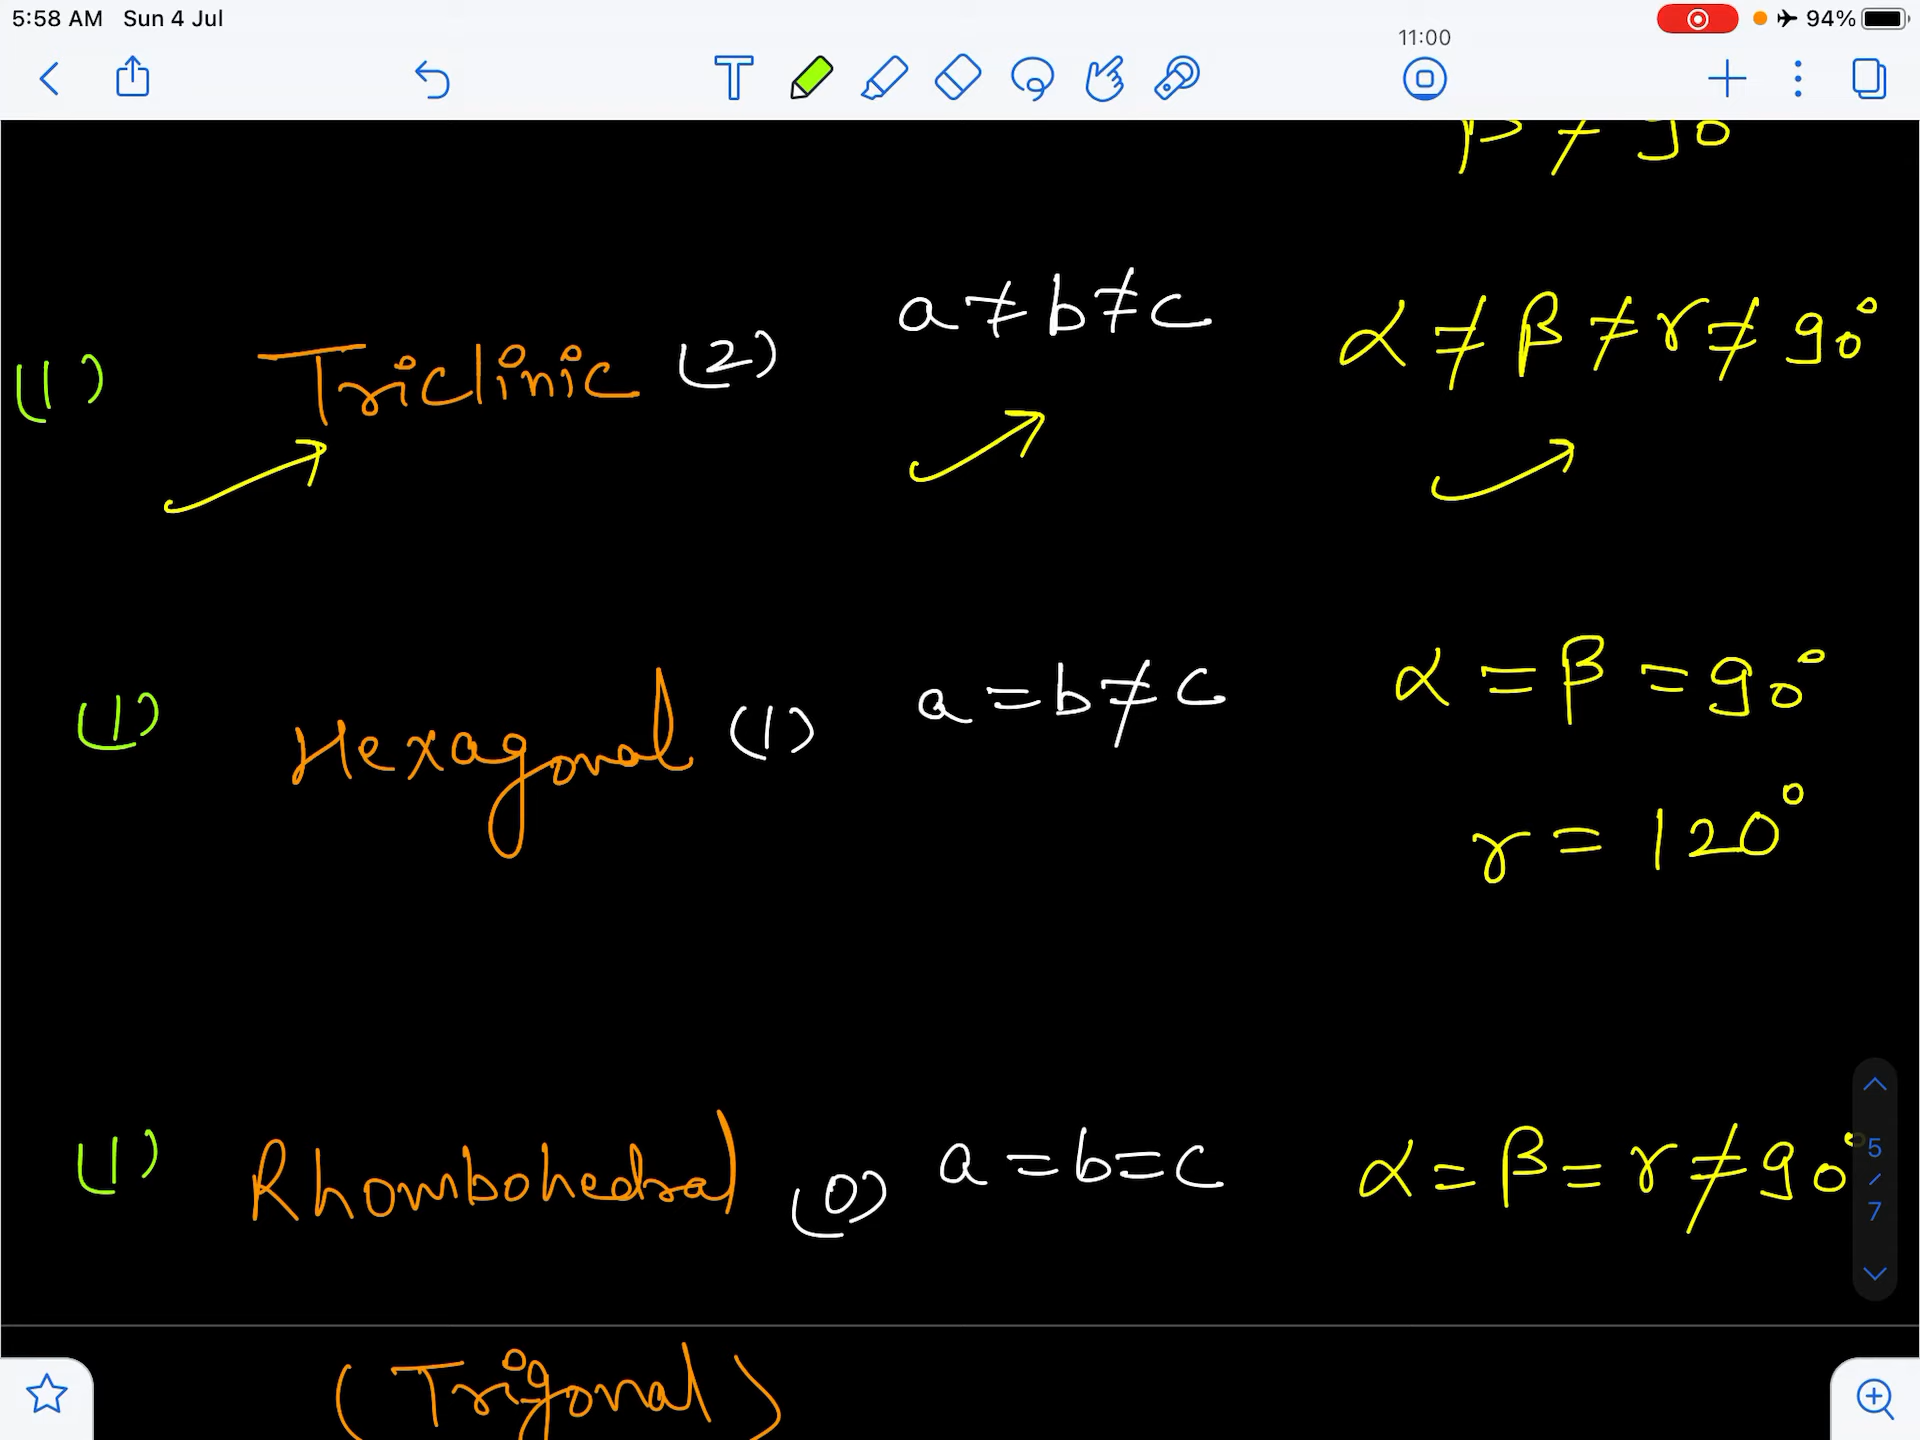 5:58 AM Sun 4 Jul
94%
11:00
β ≠ 90
(1) Triclinic (2) a ≠ b ≠ c α ≠ β ≠ γ ≠ 90°
(1) Hexagonal (1) a = b ≠ c α = β = 90°
γ = 120°
(1) Rhombohedral (0) a = b = c α = β = γ ≠ 90°
5
/
7
(Trigonal)